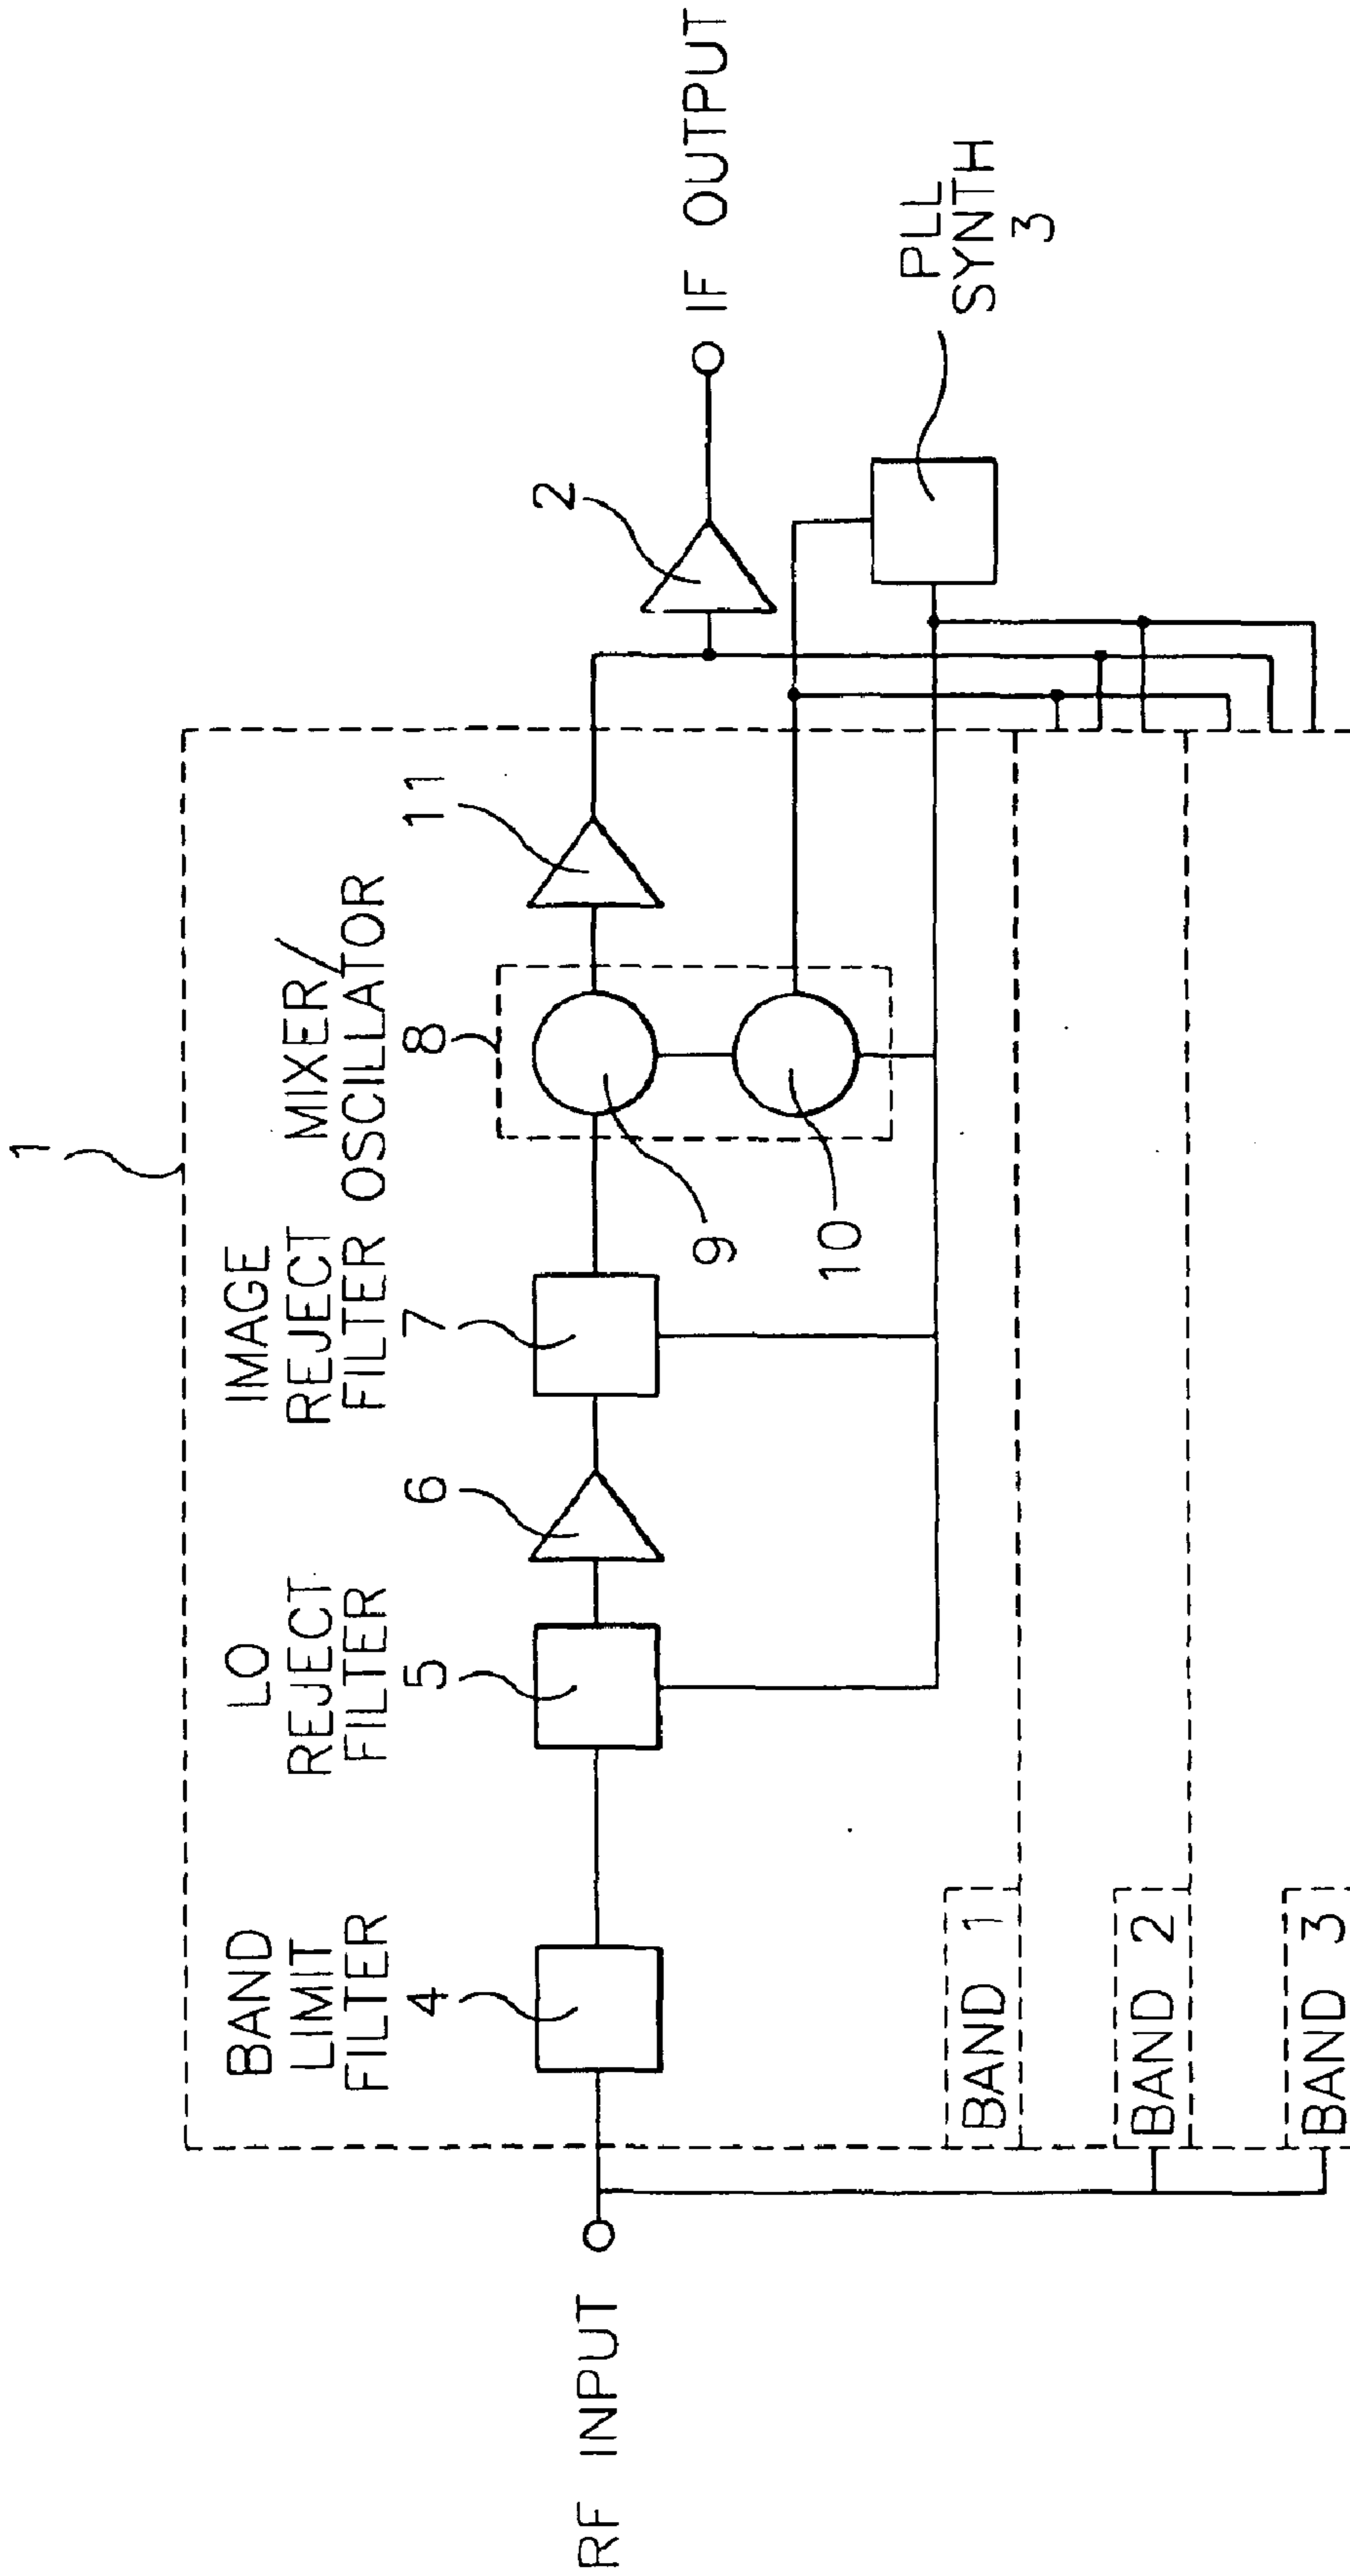 1
BAND
LIMIT
FILTER
4
LO
REJECT
FILTER
5
6
IMAGE
REJECT
FILTER
7
MIXER/
OSCILLATOR
8
11
9
10
2
RF INPUT
IF OUTPUT
PLL
SYNTH
3
BAND 1
BAND 2
BAND 3